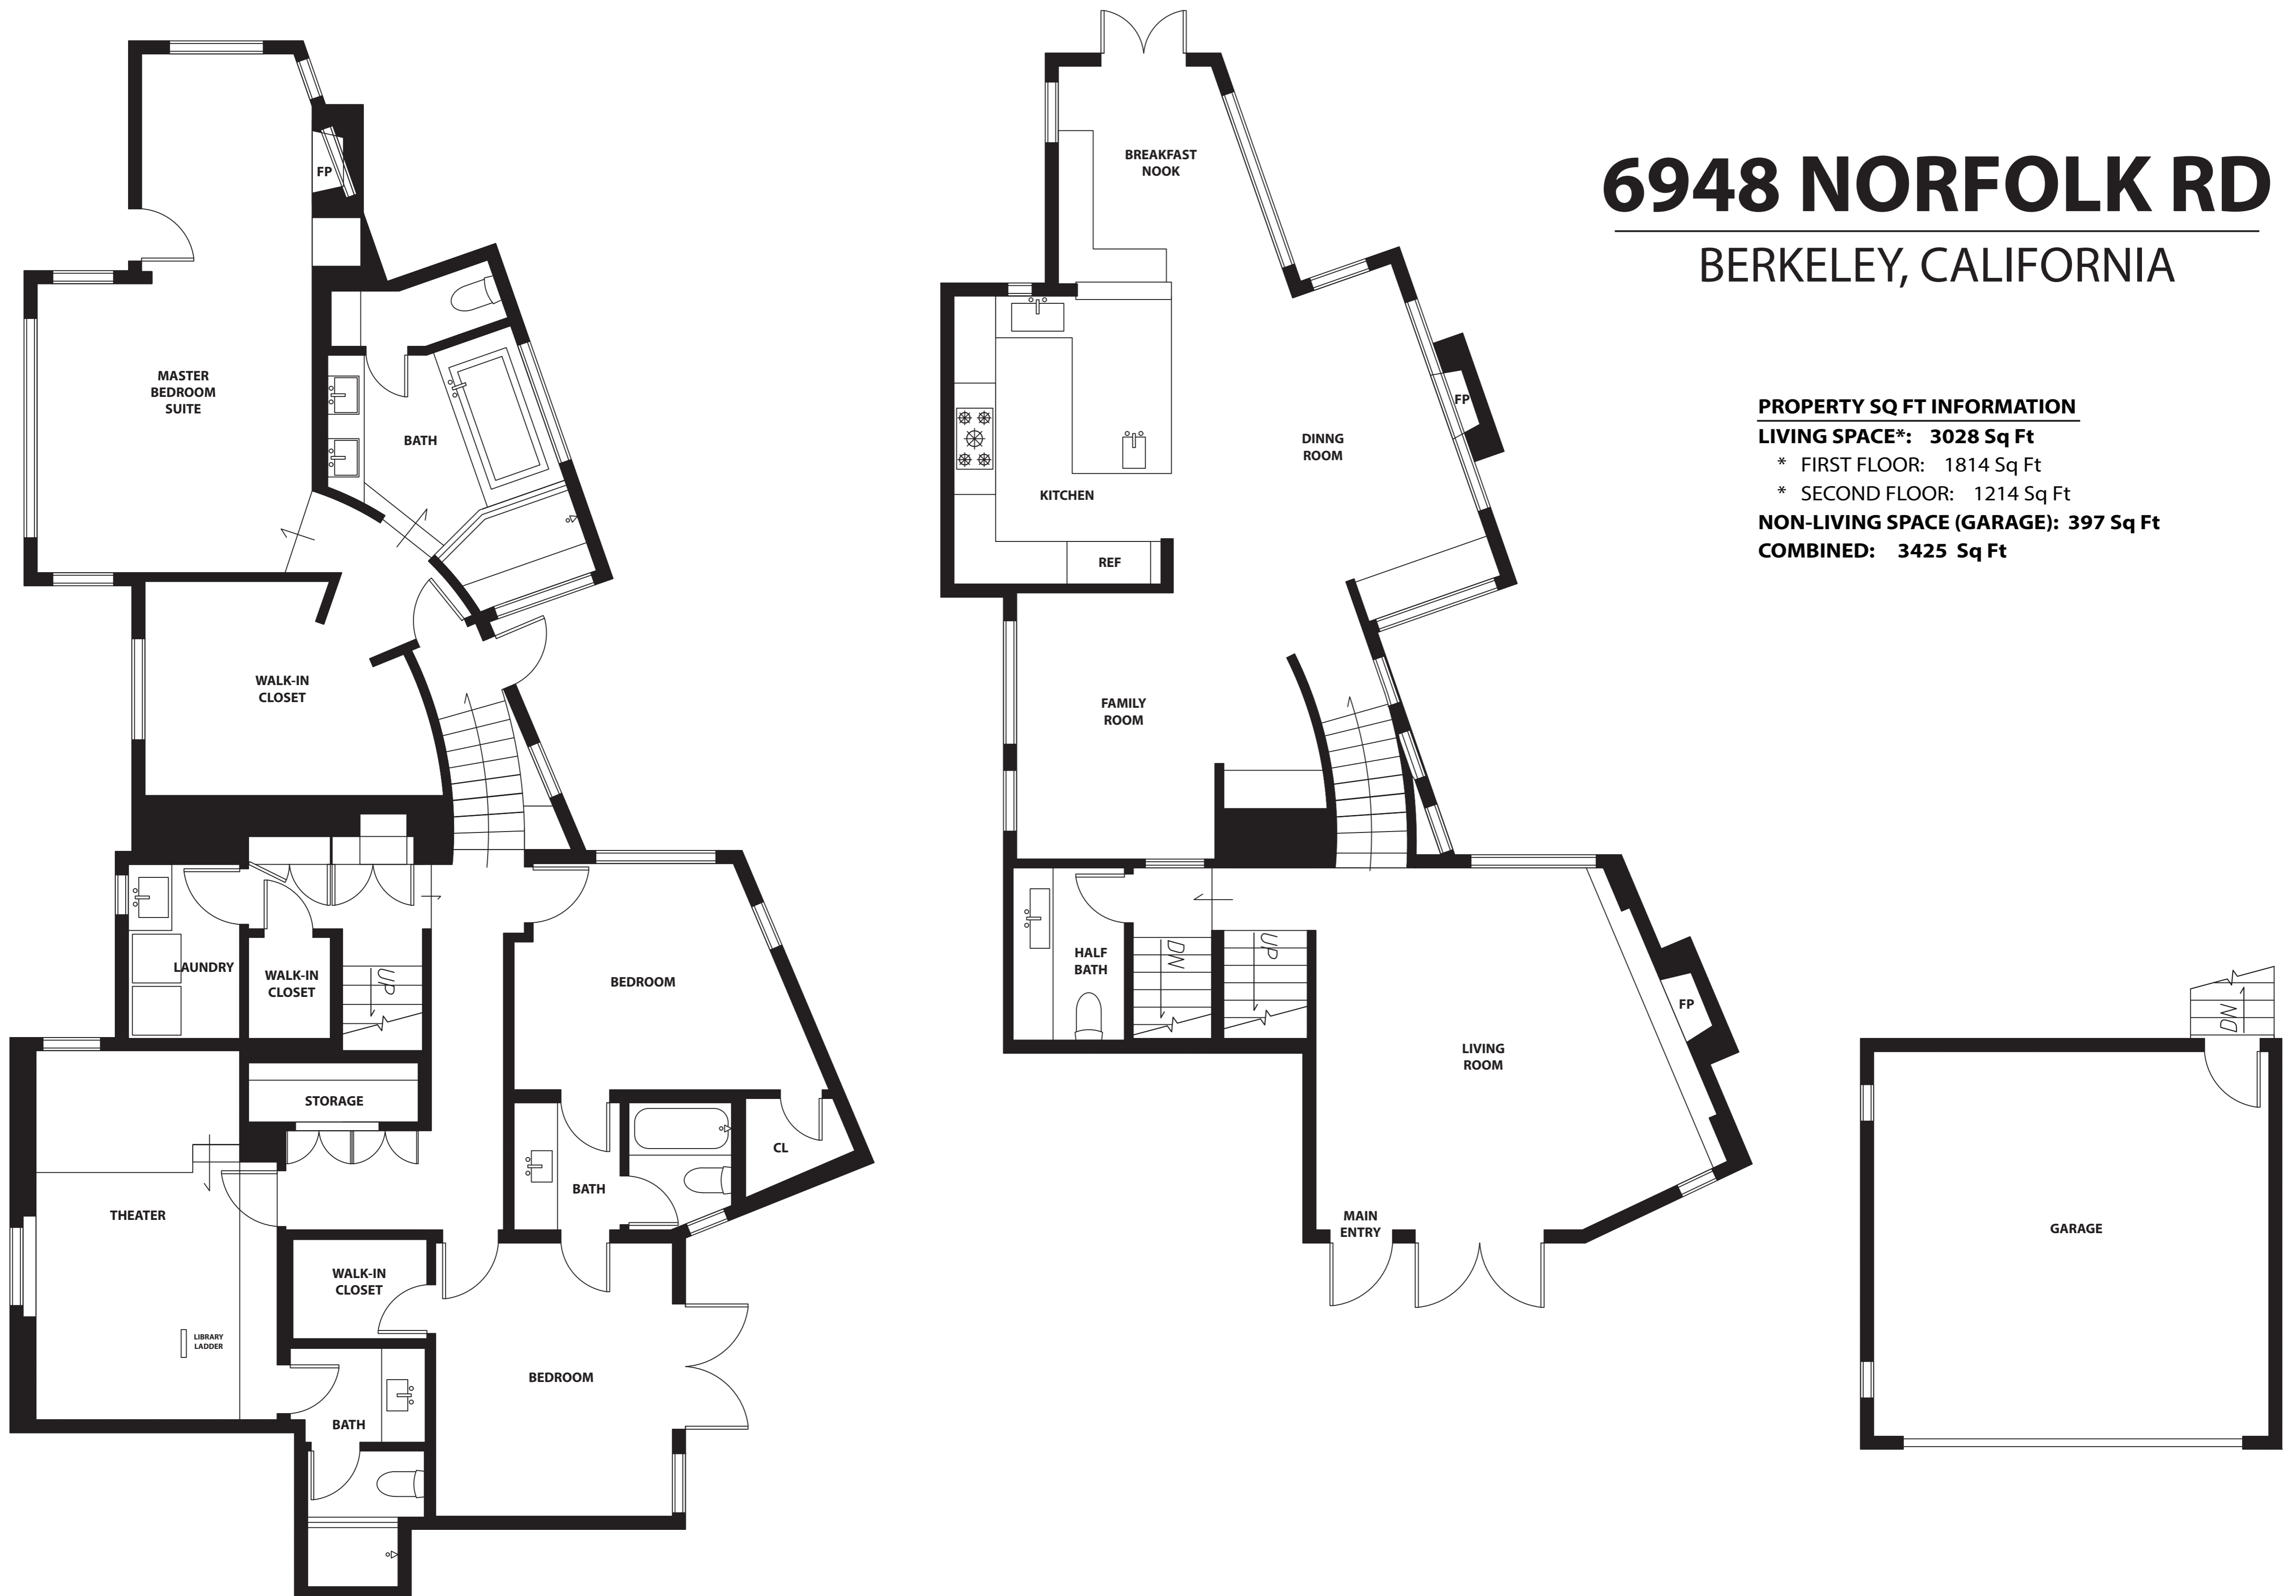 6948 NORFOLK RD
BERKELEY, CALIFORNIA
PROPERTY SQ FT INFORMATION
LIVING SPACE*: 3028 Sq Ft
* FIRST FLOOR: 1814 Sq Ft
* SECOND FLOOR: 1214 Sq Ft
NON-LIVING SPACE (GARAGE): 397 Sq Ft
COMBINED: 3425 Sq Ft
FP
MASTER
BEDROOM
SUITE
BATH
WALK-IN
CLOSET
LAUNDRY
WALK-IN
CLOSET
UP
BEDROOM
STORAGE
CL
BATH
THEATER
WALK-IN
CLOSET
LIBRARY
LADDER
BEDROOM
BATH
BREAKFAST
NOOK
FP
DINNG
ROOM
KITCHEN
REF
FAMILY
ROOM
HALF
BATH
DN
UP
FP
LIVING
ROOM
MAIN
ENTRY
DN
GARAGE